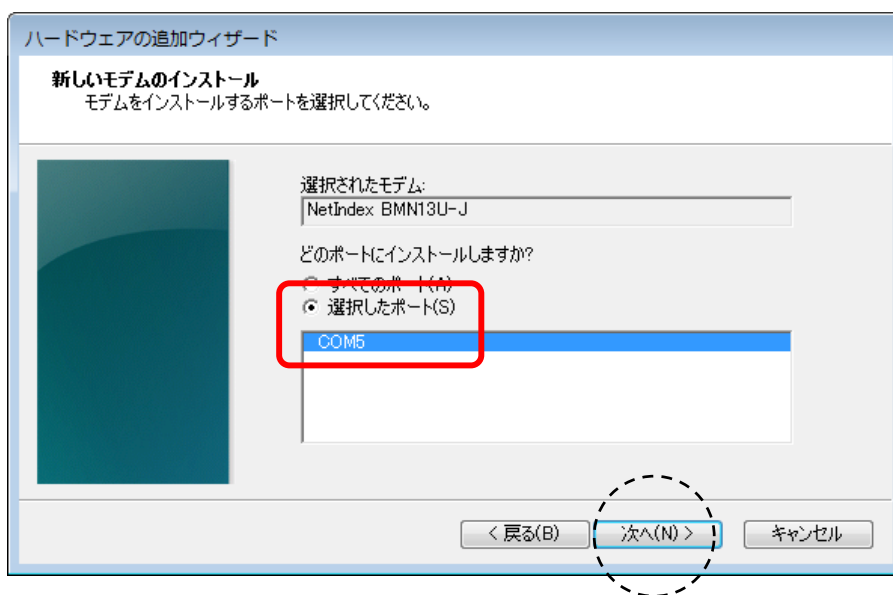 ハードウェアの追加ウィザード
新しいモデムのインストール
モデムをインストールするポートを選択してください。
選択されたモデム:
NetIndex BMN13U-J
どのポートにインストールしますか?
すべてのポート(A)
選択したポート(S)
COM5
< 戻る(B)
次へ(N) >
キャンセル